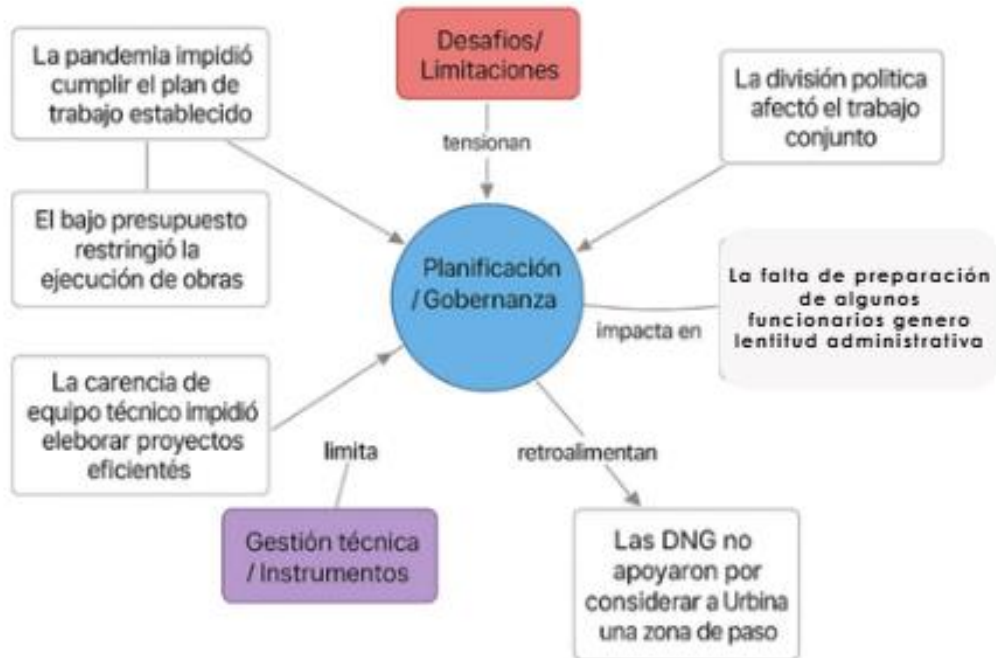 La pandemia impidió
cumplir el plan de
trabajo establecido
Desafios/
Limitaciones
La división politica
afectó el trabajo
conjunto
tensionan
El bajo presupuesto
restringió la
ejecución de obras
Planificación
/ Gobernanza
impacta en
La falta de preparación
de algunos
funcionarios genero
lentitud administrativa
La carencia de
equipo técnico impidió
eleborar proyectos
eficientés
limita
retroalimentan
Gestión técnica
/ Instrumentos
Las DNG no
apoyaron por
considerar a Urbina
una zona de paso